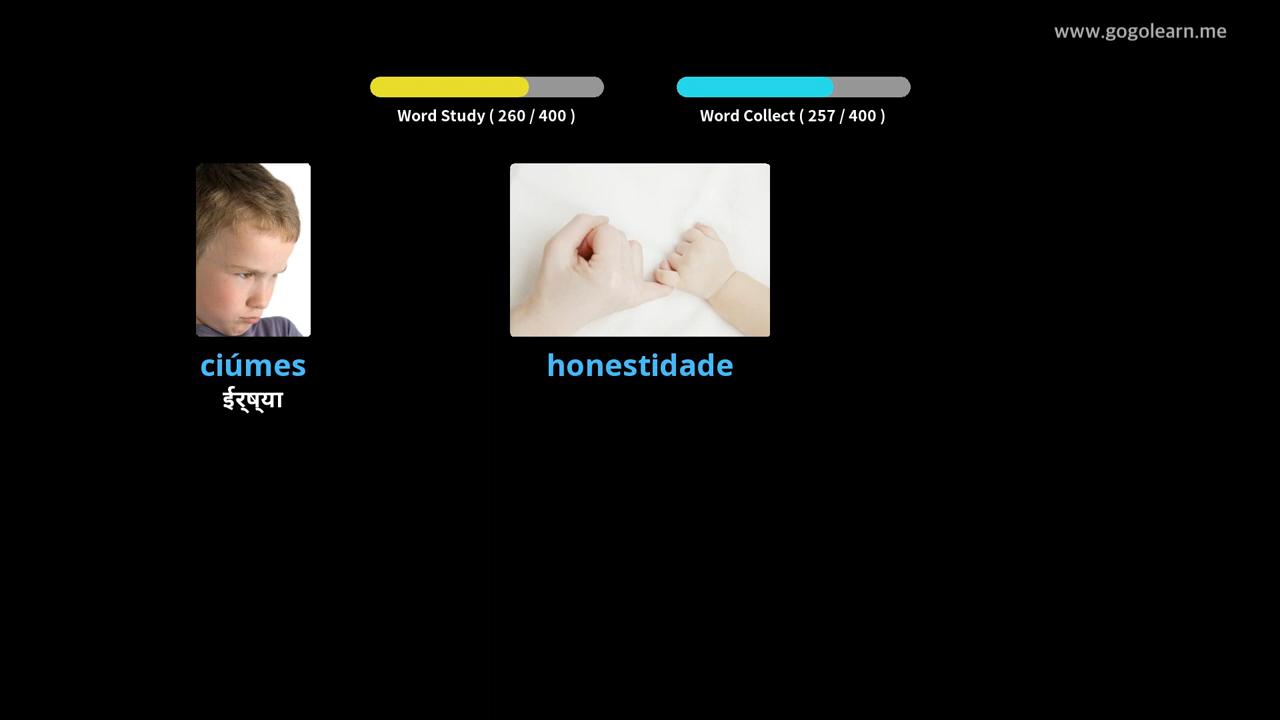 www.gogolearn.me
Word Study ( 260 / 400 )
Word Collect ( 257 / 400 )
ciúmes
honestidade
ईर्ष्या